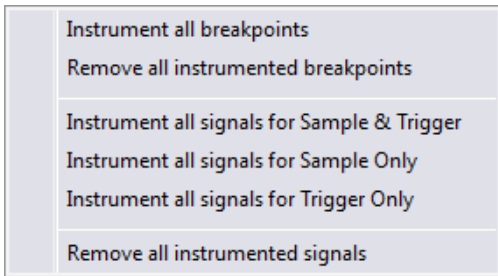 Instrument all breakpoints
Remove all instrumented breakpoints
Instrument all signals for Sample & Trigger
Instrument all signals for Sample Only
Instrument all signals for Trigger Only
Remove all instrumented signals